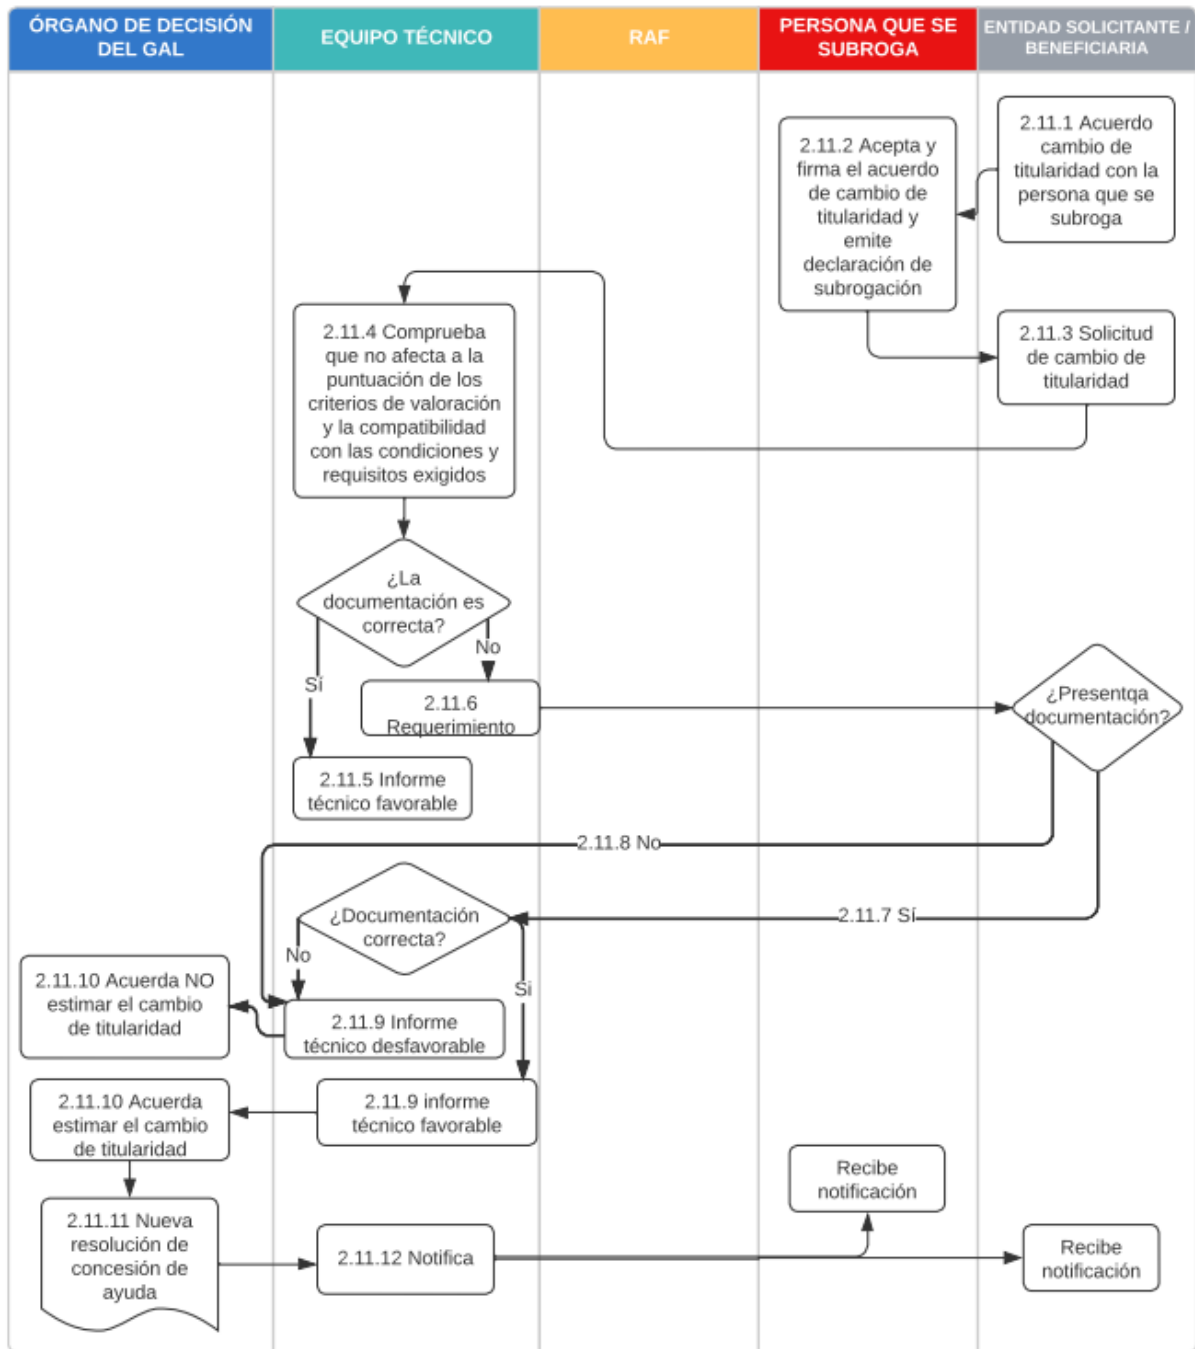 ÓRGANO DE DECISIÓN
DEL GAL
EQUIPO TÉCNICO
RAF
PERSONA QUE SE
SUBROGA
ENTIDAD SOLICITANTE /
BENEFICIARIA
2.11.1 Acuerdo
cambio de
titularidad con la
persona que se
subroga
2.11.2 Acepta y
firma el acuerdo
de cambio de
titularidad y
emite
declaración de
subrogación
2.11.3 Solicitud
de cambio de
titularidad
2.11.4 Comprueba
que no afecta a la
puntuación de los
criterios de valoración
y la compatibilidad
con las condiciones y
requisitos exigidos
¿La
documentación es
correcta?
No
Sí
2.11.6
Requerimiento
¿Presentqa
documentación?
2.11.5 Informe
técnico favorable
2.11.8 No
2.11.7 Sí
¿Documentación
correcta?
No
Si
2.11.10 Acuerda NO
estimar el cambio
de titularidad
2.11.9 Informe
técnico desfavorable
2.11.10 Acuerda
estimar el cambio
de titularidad
2.11.9 informe
técnico favorable
2.11.11 Nueva
resolución de
concesión de
ayuda
2.11.12 Notifica
Recibe
notificación
Recibe
notificación